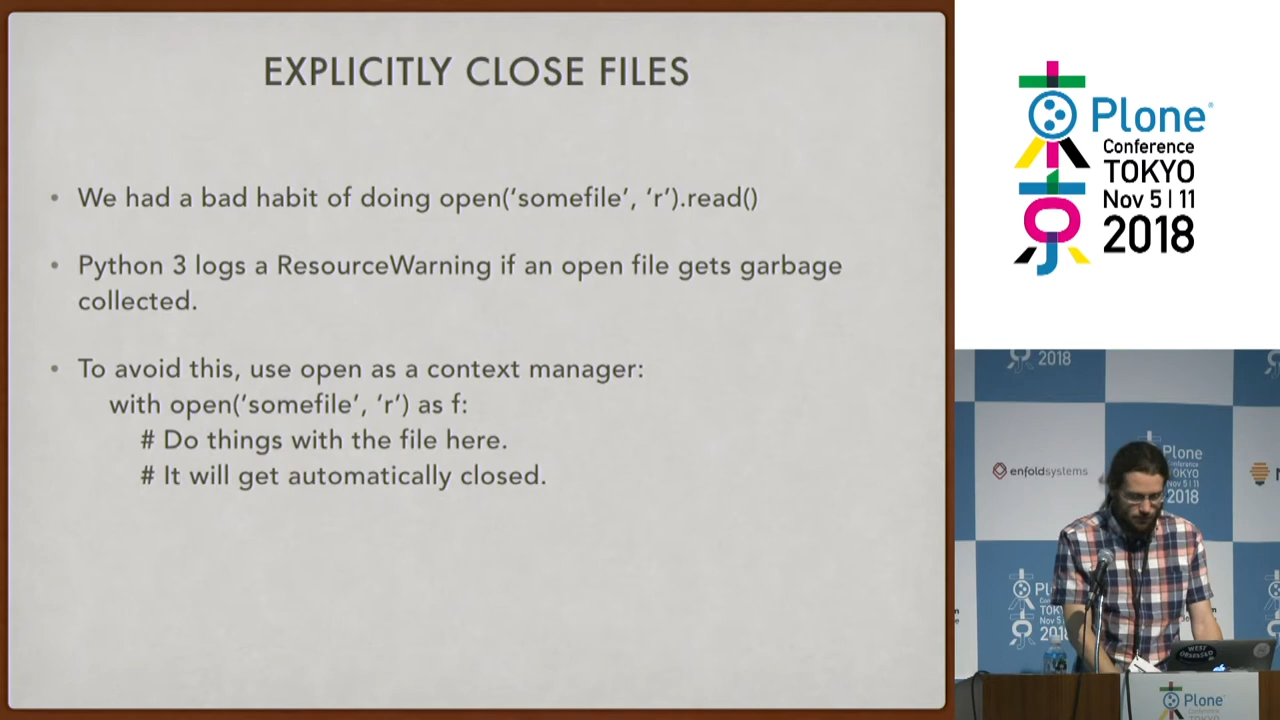 EXPLICITLY CLOSE FILES
• We had a bad habit of doing open(‘somefile’, ‘r’).read()
• Python 3 logs a ResourceWarning if an open file gets garbage
collected.
• To avoid this, use open as a context manager:
with open(‘somefile’, ‘r’) as f:
# Do things with the file here.
# It will get automatically closed.
Plone®
Conference
TOKYO
Nov 5 | 11
2018
2018
enfoldsystems
Plone
Conference
TOKYO
Nov 5 | 11
2018
WEST
OBSESSED
Plone